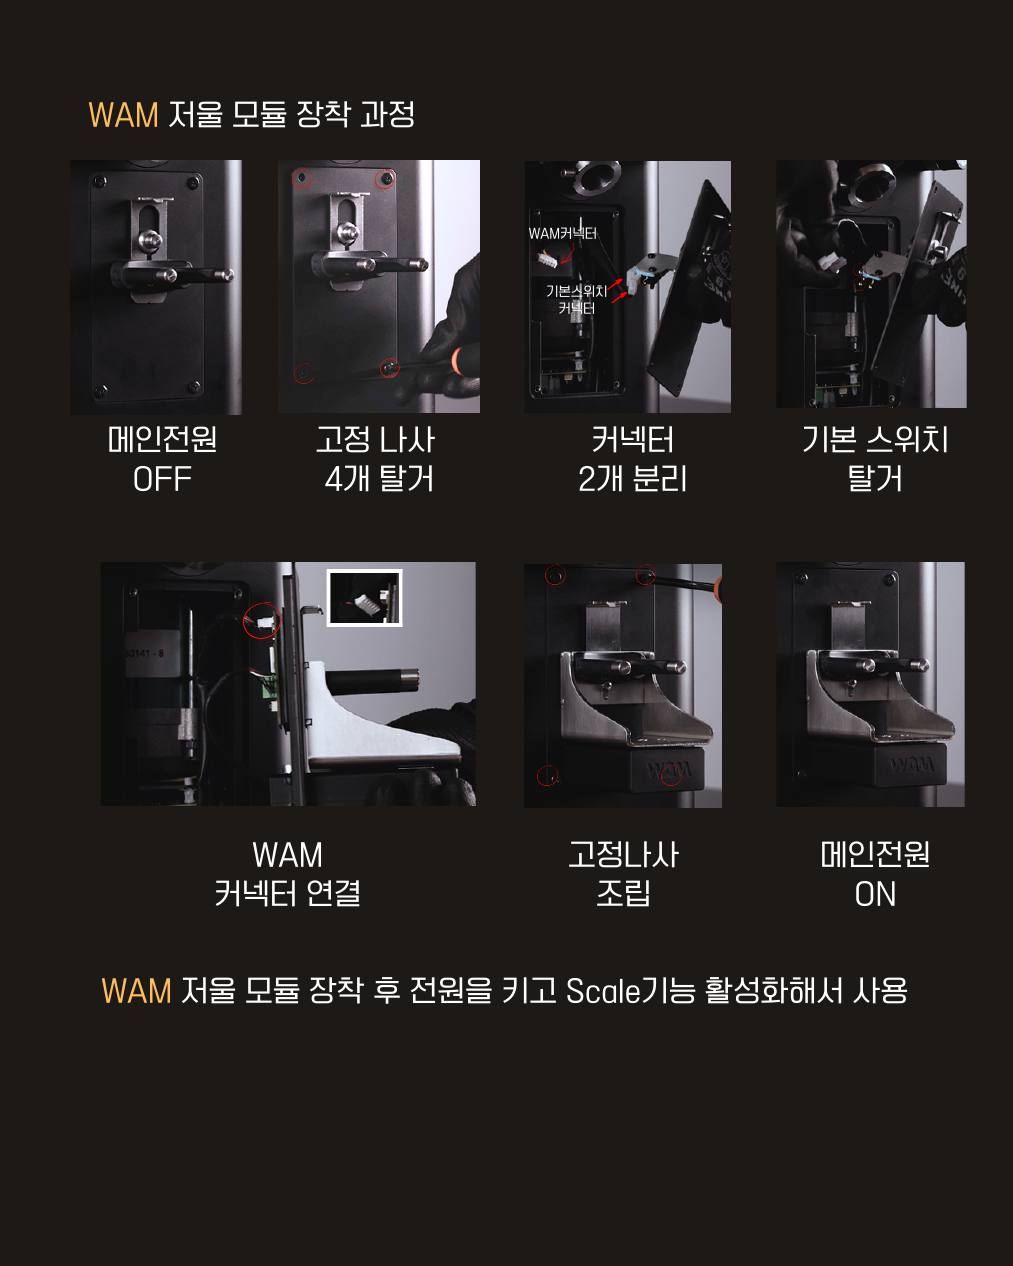 WAM 저울 모듈 장착 과정
WAM커넥터
기본스위치
커넥터
메인전원
OFF
고정 나사
4개 탈거
커넥터
2개 분리
기본 스위치
탈거
WAM
WAM
WAM
커넥터 연결
고정나사
조립
메인전원
ON
WAM 저울 모듈 장착 후 전원을 키고 Scale기능 활성화해서 사용